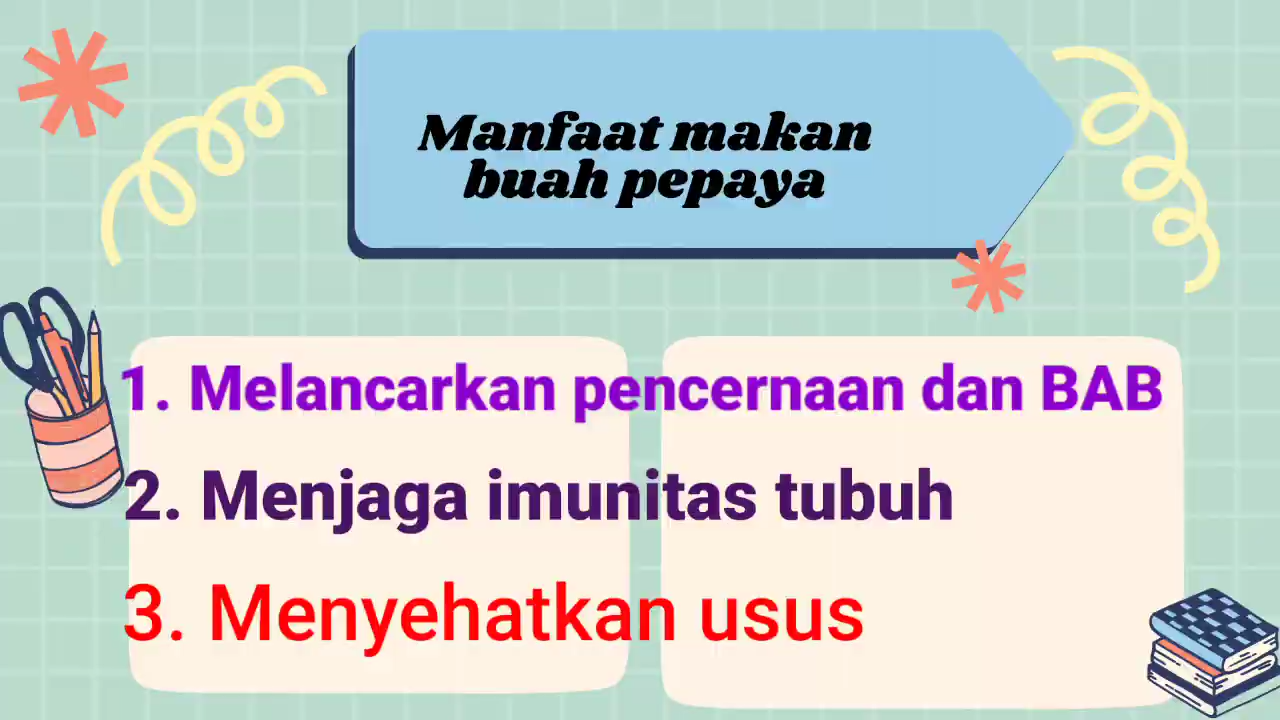 Manfaat makan
buah pepaya
1. Melancarkan pencernaan dan BAB
2. Menjaga imunitas tubuh
3. Menyehatkan usus